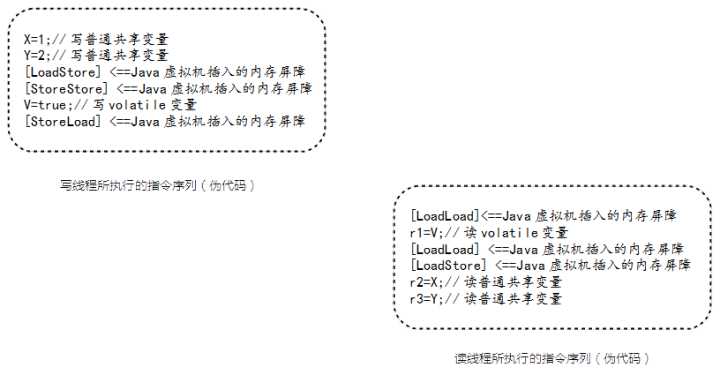 X=1;// 写普通共享变量
Y=2;// 写普通共享变量
[LoadStore] <==Java 虚拟机插入的内存屏障
[StoreStore] <==Java 虚拟机插入的内存屏障
V=true;// 写 volatile 变量
[StoreLoad] <==Java 虚拟机插入的内存屏障
写线程所执行的指令序列（伪代码）
[LoadLoad]<==Java 虚拟机插入的内存屏障
r1=V;// 读 volatile 变量
[LoadLoad] <==Java 虚拟机插入的内存屏障
[LoadStore] <==Java 虚拟机插入的内存屏障
r2=X;// 读普通共享变量
r3=Y;// 读普通共享变量
读线程所执行的指令序列（伪代码）